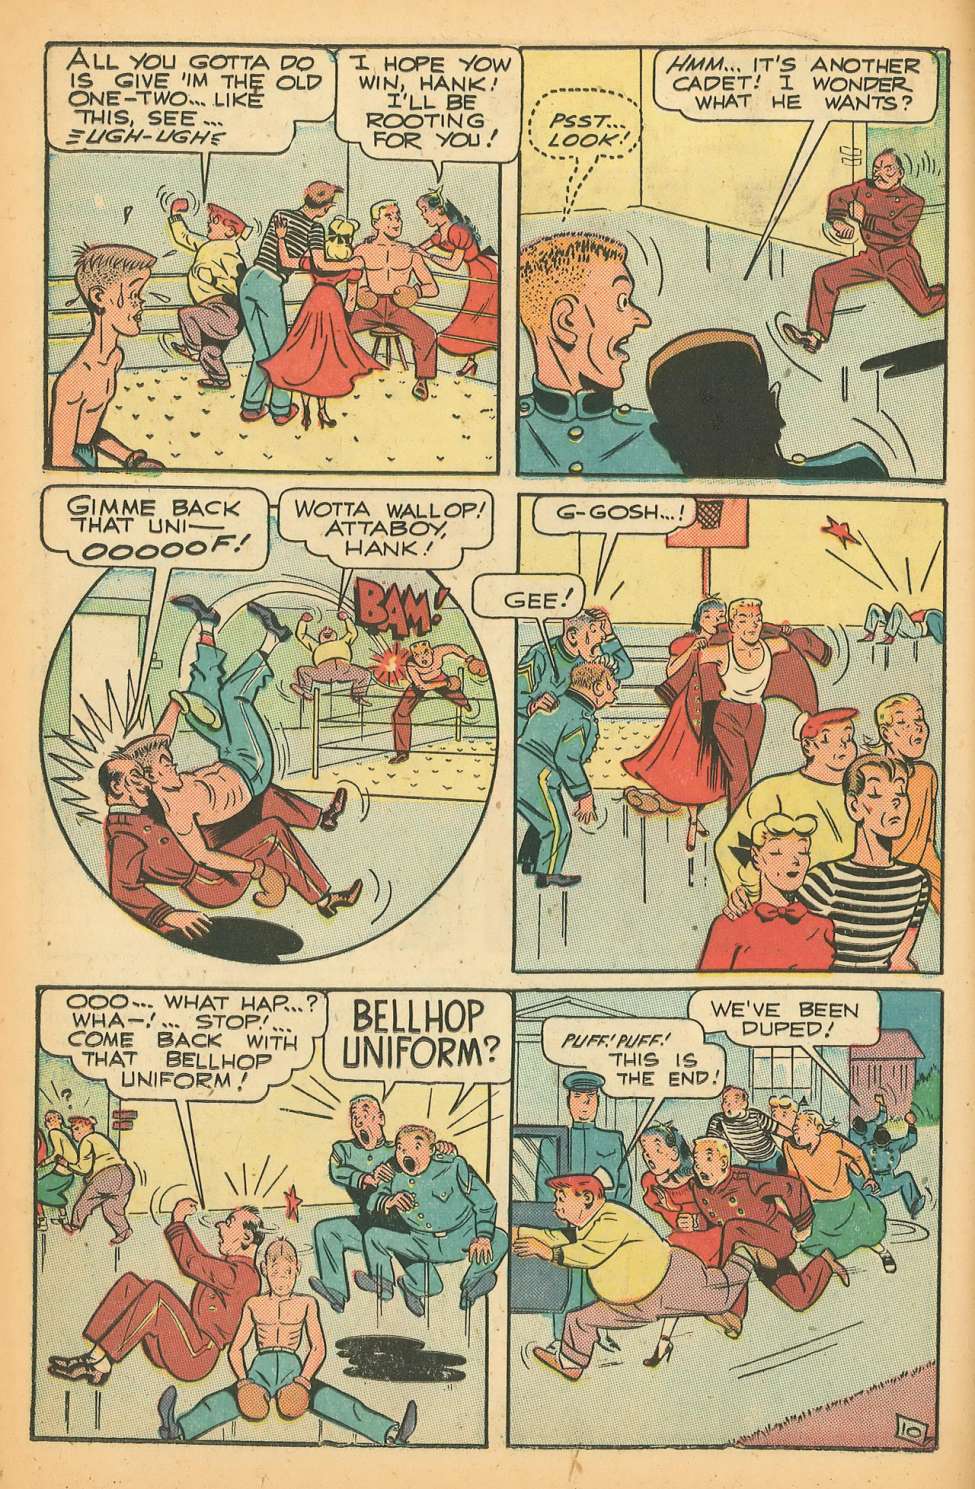 ALL YOU GOTTA DO
IS GIVE 'IM THE OLD
ONE-TWO... LIKE
THIS, SEE...
UGH-UGH
I HOPE YOW
WIN, HANK!
I'LL BE
ROOTING
FOR YOU!
PSST...
LOOK!
HMM... IT'S ANOTHER
CADET! I WONDER
WHAT HE WANTS?
GIMME BACK
THAT UNI—
OOOOOF!
WOTTA WALLOP!
ATTABOY,
HANK!
BAM!
G-GOSH...!
GEE!
OOO... WHAT HAP...?
WHA—!... STOP!...
COME BACK WITH
THAT BELLHOP
UNIFORM!
BELLHOP
UNIFORM?
?
PUFF! PUFF!
THIS IS
THE END!
WE'VE BEEN
DUPED!
10